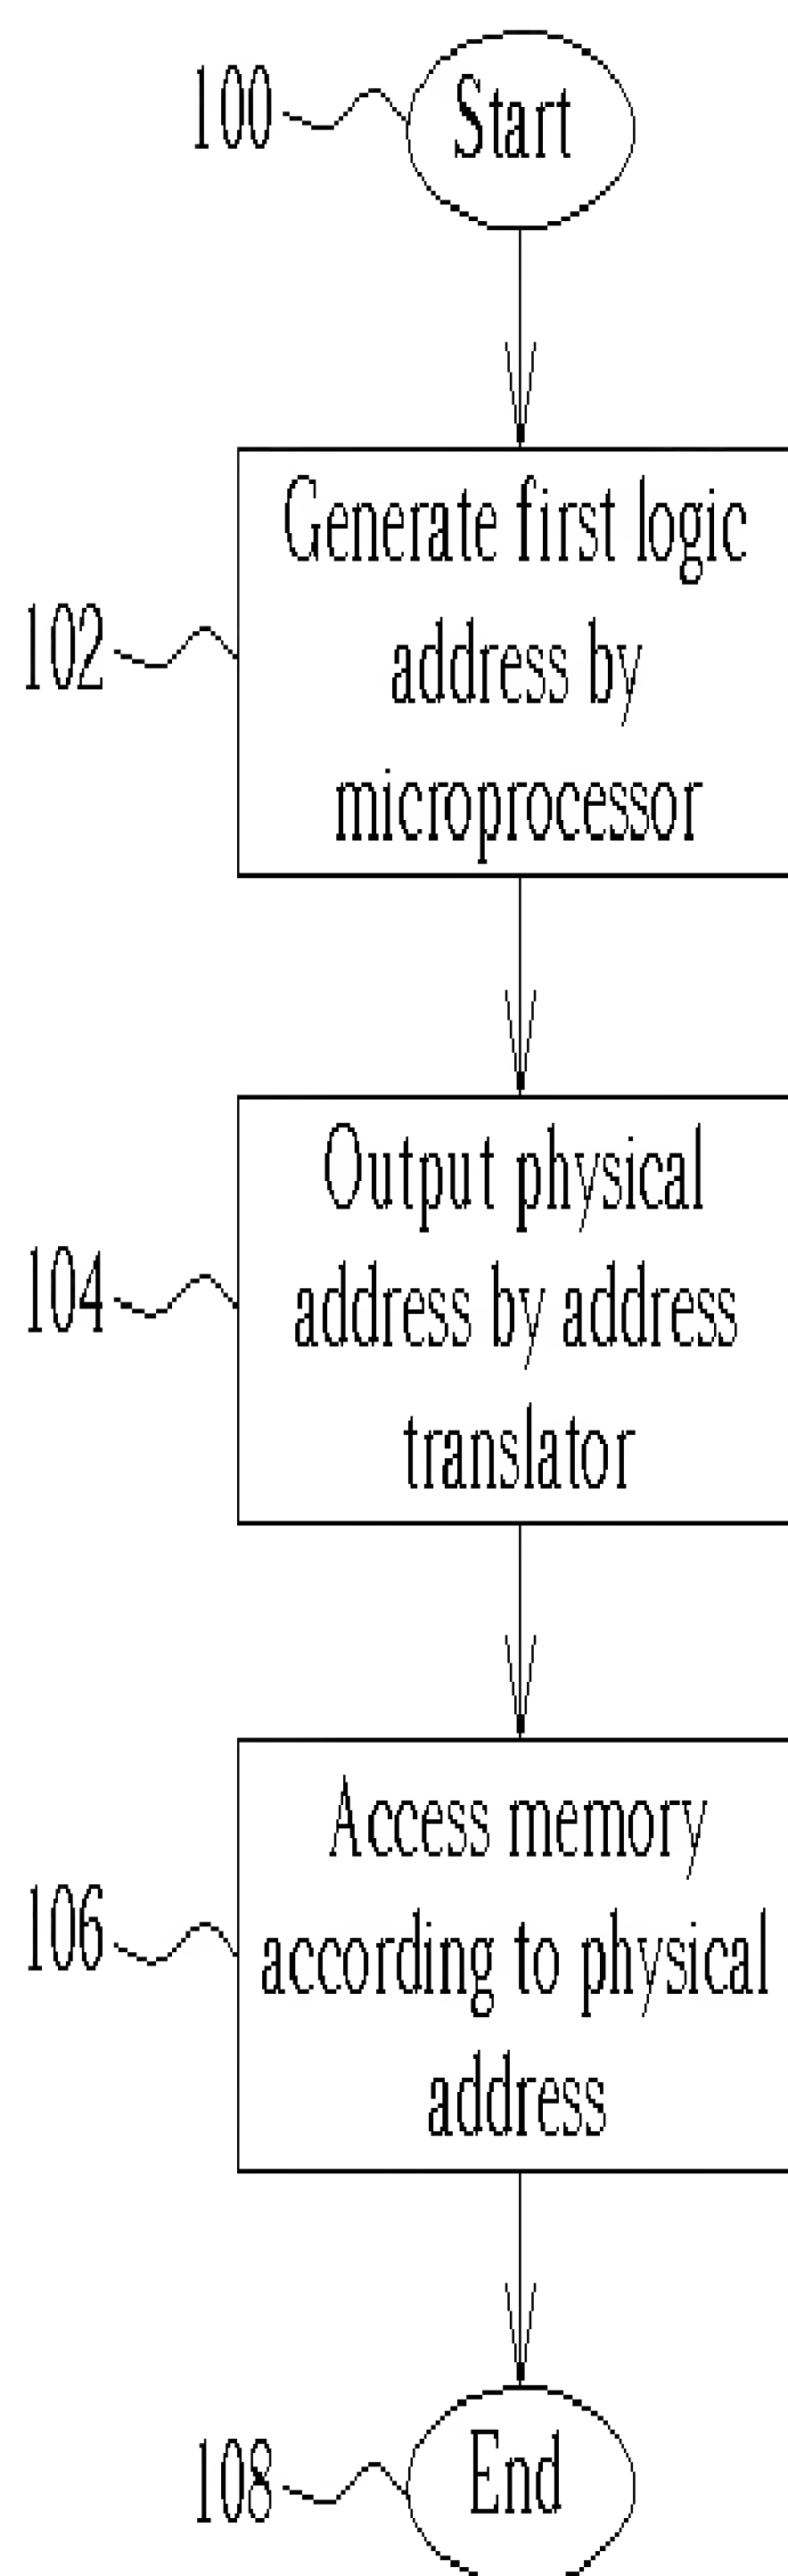 100
Start
102
Generate first logic
address by
microprocessor
104
Output physical
address by address
translator
106
Access memory
according to physical
address
108
End